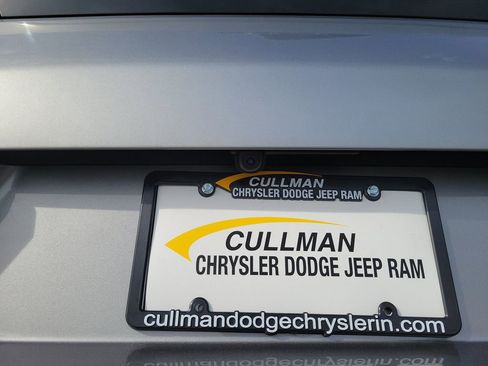 CULLMAN
CHRYSLER DODGE JEEP RAM
CULLMAN
CHRYSLER DODGE JEEP RAM
cullmandodgechryslerin.com